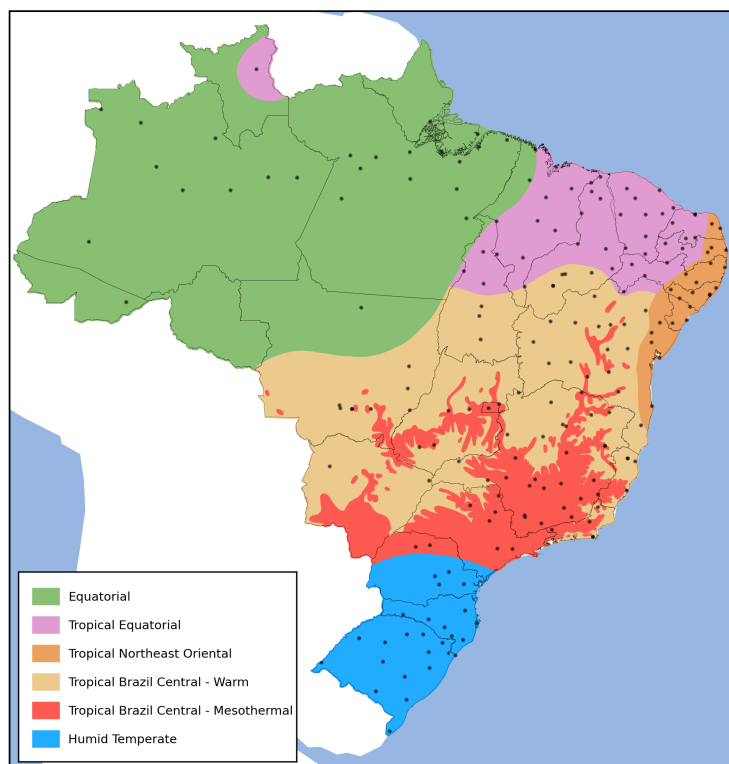 Equatorial
Tropical Equatorial
Tropical Northeast Oriental
Tropical Brazil Central - Warm
Tropical Brazil Central - Mesothermal
Humid Temperate